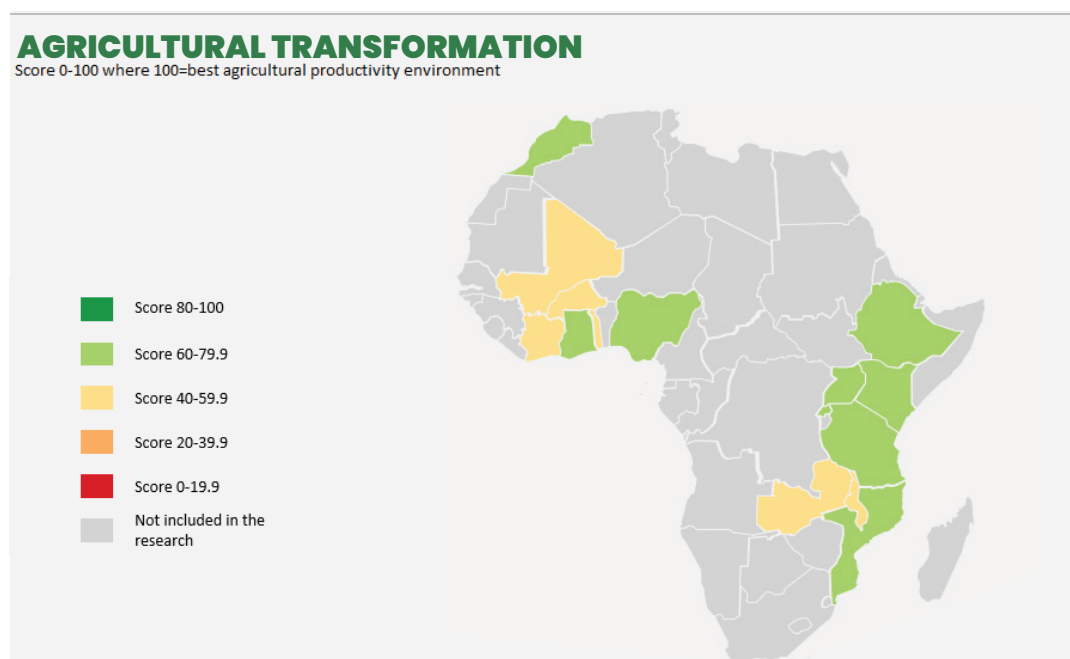 AGRICULTURAL TRANSFORMATION
Score 0-100 where 100=best agricultural productivity environment
Score 80-100
Score 60-79.9
Score 40-59.9
Score 20-39.9
Score 0-19.9
Not included in the
research